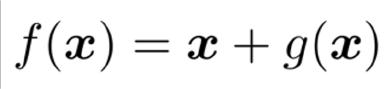 f(x) = x + g(x)